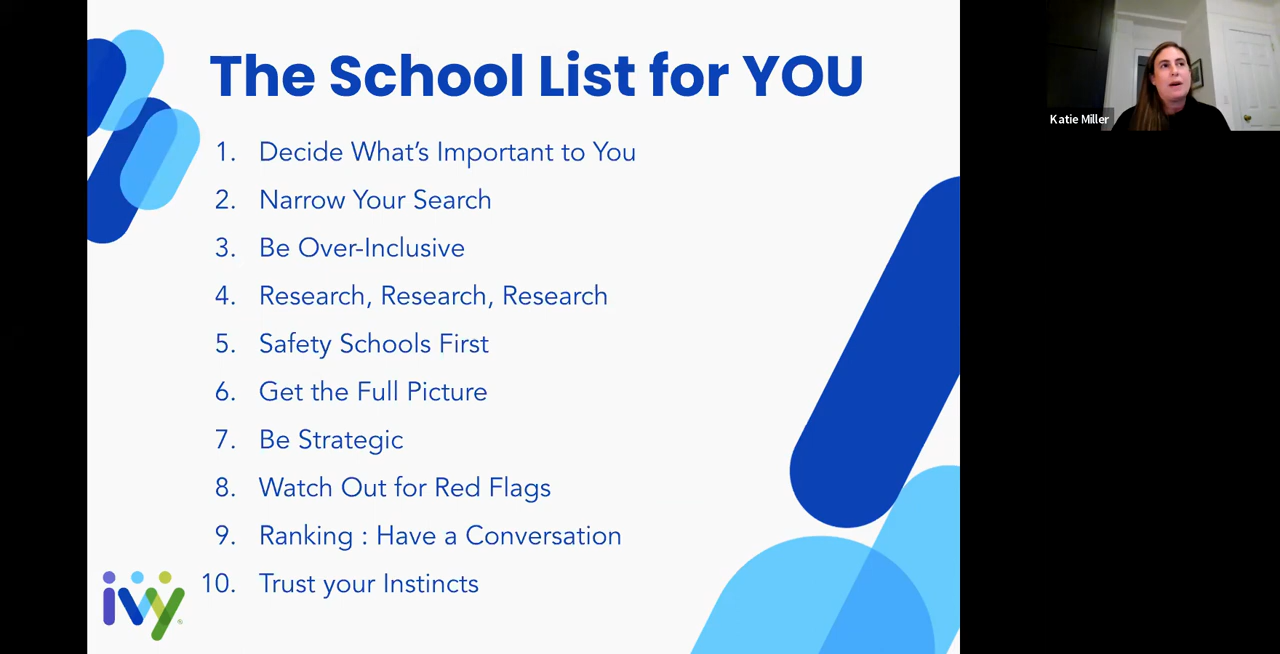 The School List for YOU
1. Decide What's Important to You
2. Narrow Your Search
3. Be Over-Inclusive
4. Research, Research, Research
5. Safety Schools First
6. Get the Full Picture
7. Be Strategic
8. Watch Out for Red Flags
9. Ranking : Have a Conversation
10. Trust your Instincts
ivy®
Katie Miller